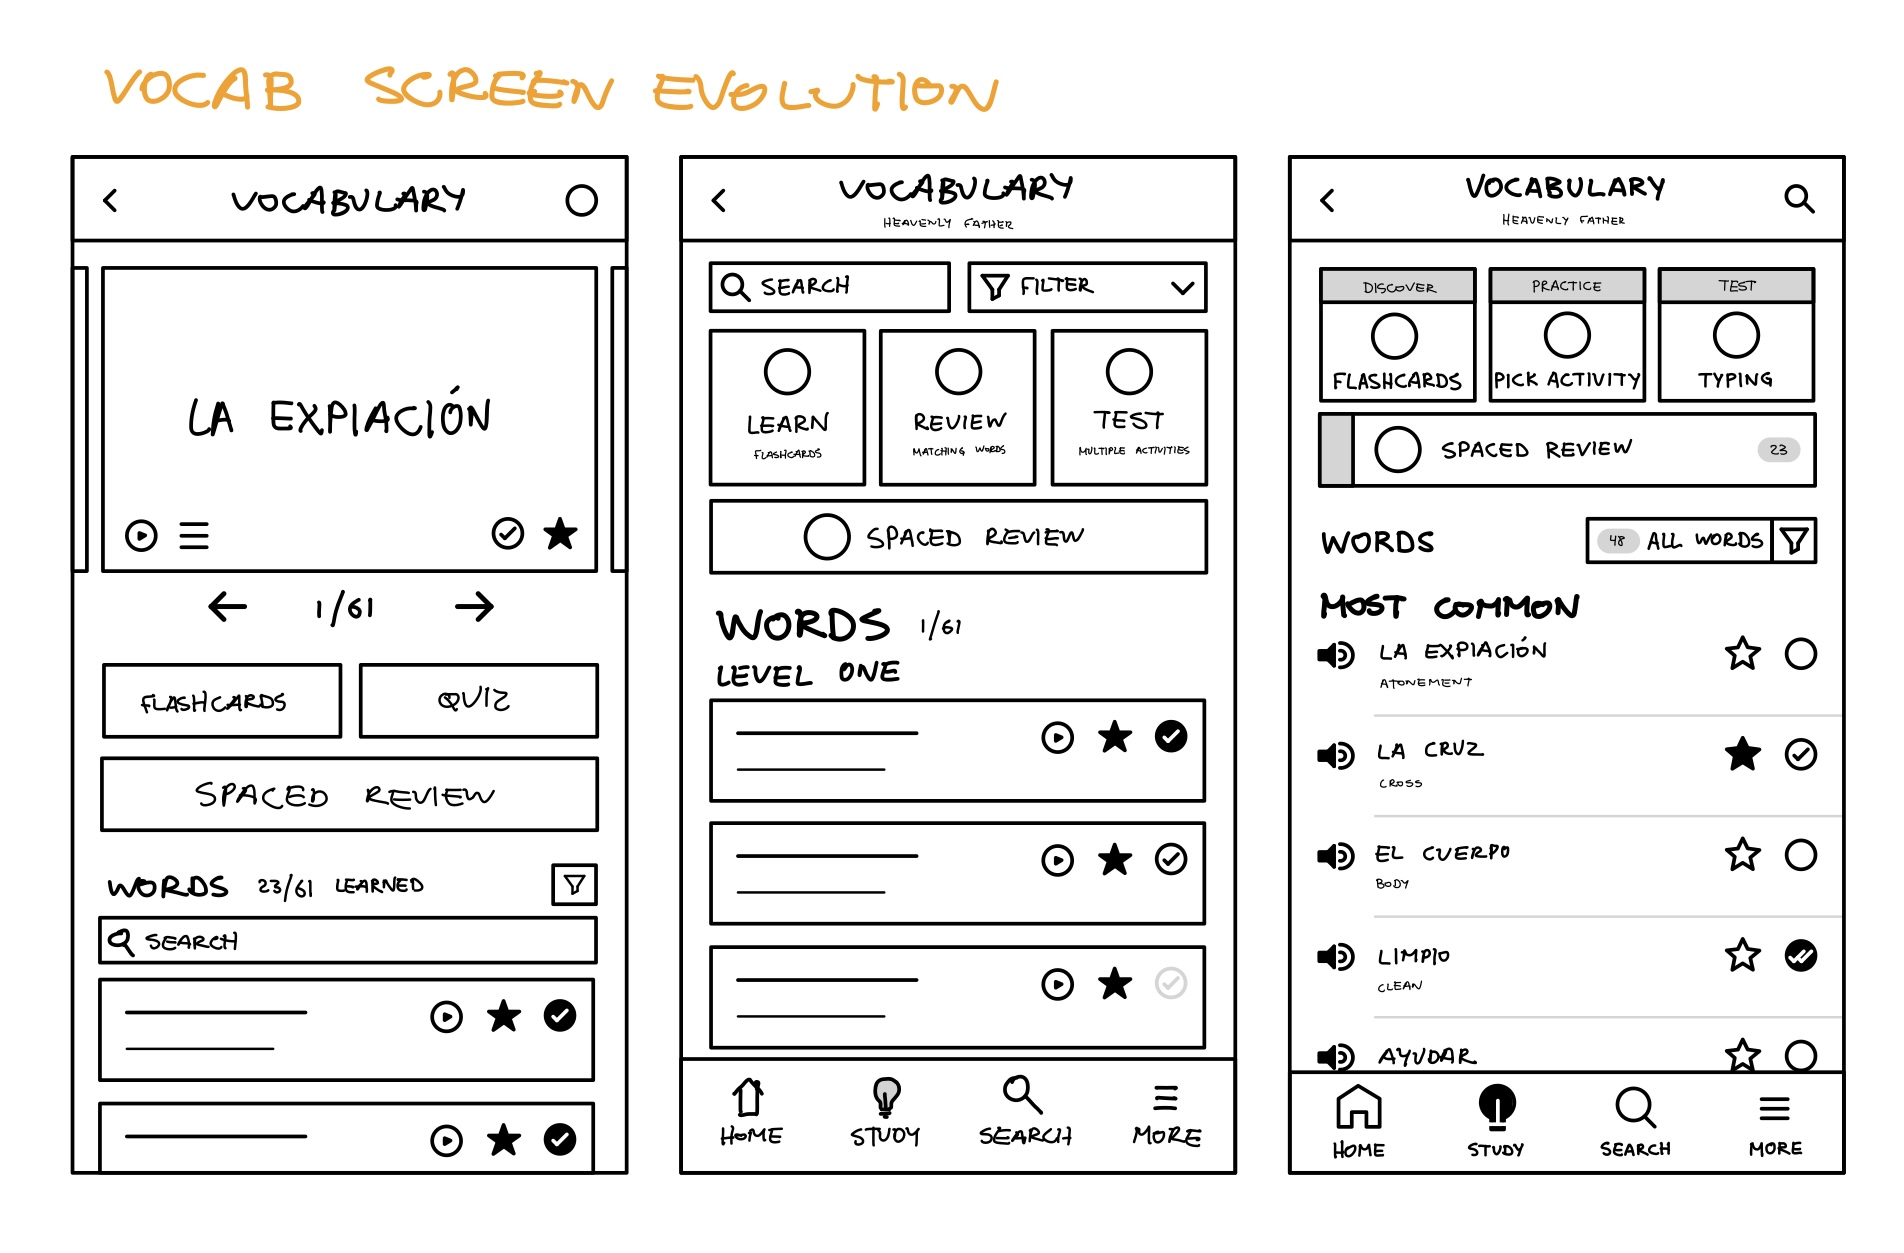 VOCAB SCREEN EVOLUTION
VOCABULARY
LA EXPIACIÓN
1/61
FLASHCARDS
QUIZ
SPACED REVIEW
WORDS 23/61 LEARNED
SEARCH
VOCABULARY
HEAVENLY FATHER
SEARCH
FILTER
LEARN
FLASHCARDS
REVIEW
MATCHING WORDS
TEST
MULTIPLE ACTIVITIES
SPACED REVIEW
WORDS 1/61
LEVEL ONE
HOME
STUDY
SEARCH
MORE
VOCABULARY
HEAVENLY FATHER
DISCOVER
FLASHCARDS
PRACTICE
PICK ACTIVITY
TEST
TYPING
SPACED REVIEW 23
WORDS
48 ALL WORDS
MOST COMMON
LA EXPIACIÓN
ATONEMENT
LA CRUZ
CROSS
EL CUERPO
BODY
LIMPIO
CLEAN
AYUDAR
HOME
STUDY
SEARCH
MORE